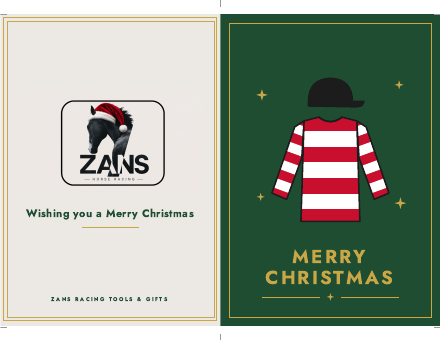 ZANS
HORSE RACING
Wishing you a Merry Christmas
ZANS RACING TOOLS & GIFTS
MERRY
CHRISTMAS